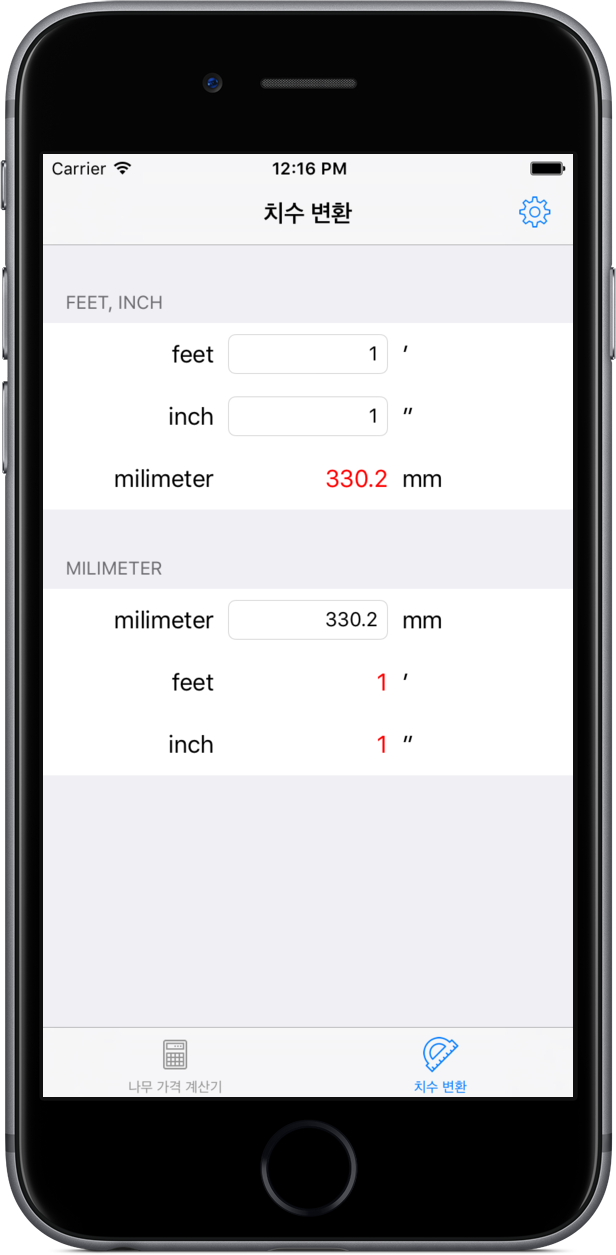 Carrier 12:16 PM
치수 변환
FEET, INCH
feet 1 ′
inch 1 ″
milimeter 330.2 mm
MILIMETER
milimeter 330.2 mm
feet 1 ′
inch 1 ″
나무 가격 계산기 치수 변환